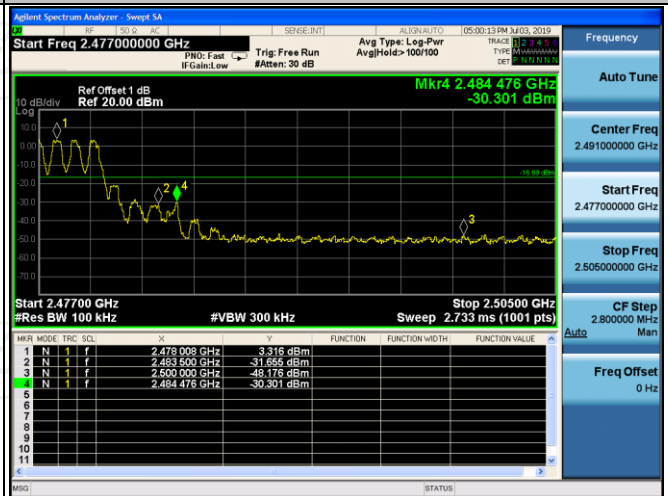 Agilent Spectrum Analyzer - Swept SA
RF 50 Ω AC SENSE:INT ALIGNAUTO 05:00:13 PM Jul 03, 2019
Start Freq 2.477000000 GHz
PNO: Fast
IFGain:Low
Trig: Free Run
#Atten: 30 dB
Avg Type: Log-Pwr
Avg|Hold:> 100/100
TRACE 1 2 3 4 5 6
TYPE MWWWWW
DET P N N N N N
Ref Offset 1 dB
10 dB/div Ref 20.00 dBm
Log
Mkr4 2.484 476 GHz
-30.301 dBm
10.0
0.00
-10.0
-20.0
-30.0
-40.0
-50.0
-60.0
-70.0
1
2
4
3
Start 2.47700 GHz Stop 2.50500 GHz
#Res BW 100 kHz #VBW 300 kHz Sweep 2.733 ms (1001 pts)
MKR MODE TRC SCL X Y FUNCTION FUNCTION WIDTH FUNCTION VALUE
1 N 1 f 2.478 008 GHz 3.316 dBm
2 N 1 f 2.483 500 GHz -31.655 dBm
3 N 1 f 2.500 000 GHz -48.176 dBm
4 N 1 f 2.484 476 GHz -30.301 dBm
5
6
7
8
9
10
11
MSG STATUS
Frequency
Auto Tune
Center Freq
2.491000000 GHz
Start Freq
2.477000000 GHz
Stop Freq
2.505000000 GHz
CF Step
2.800000 MHz
Auto Man
Freq Offset
0 Hz